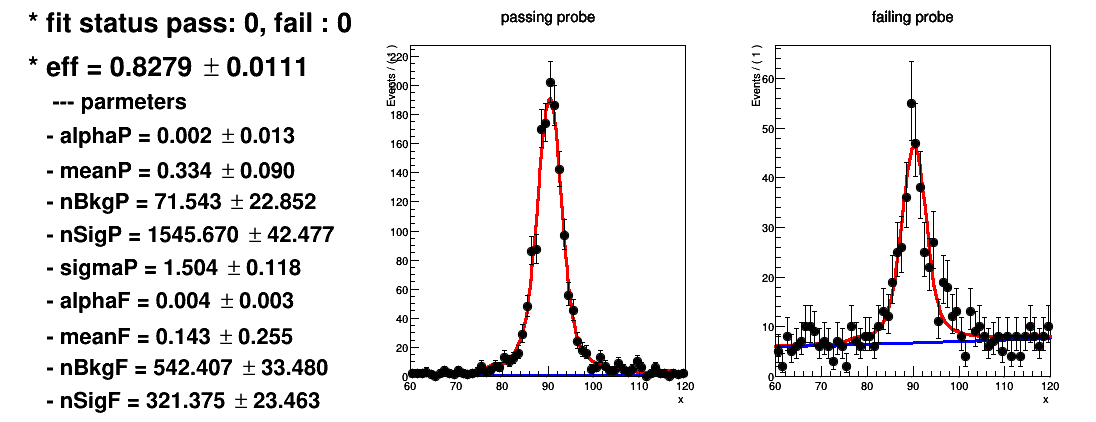 * fit status pass: 0, fail : 0
* eff = 0.8279 ± 0.0111
--- parmeters
- alphaP = 0.002 ± 0.013
- meanP = 0.334 ± 0.090
- nBkgP = 71.543 ± 22.852
- nSigP = 1545.670 ± 42.477
- sigmaP = 1.504 ± 0.118
- alphaF = 0.004 ± 0.003
- meanF = 0.143 ± 0.255
- nBkgF = 542.407 ± 33.480
- nSigF = 321.375 ± 23.463
passing probe
Events / ( 1 )
220
200
180
160
140
120
100
80
60
40
20
0
60 70 80 90 100 110 120
x
failing probe
Events / ( 1 )
60
50
40
30
20
10
0
60 70 80 90 100 110 120
x